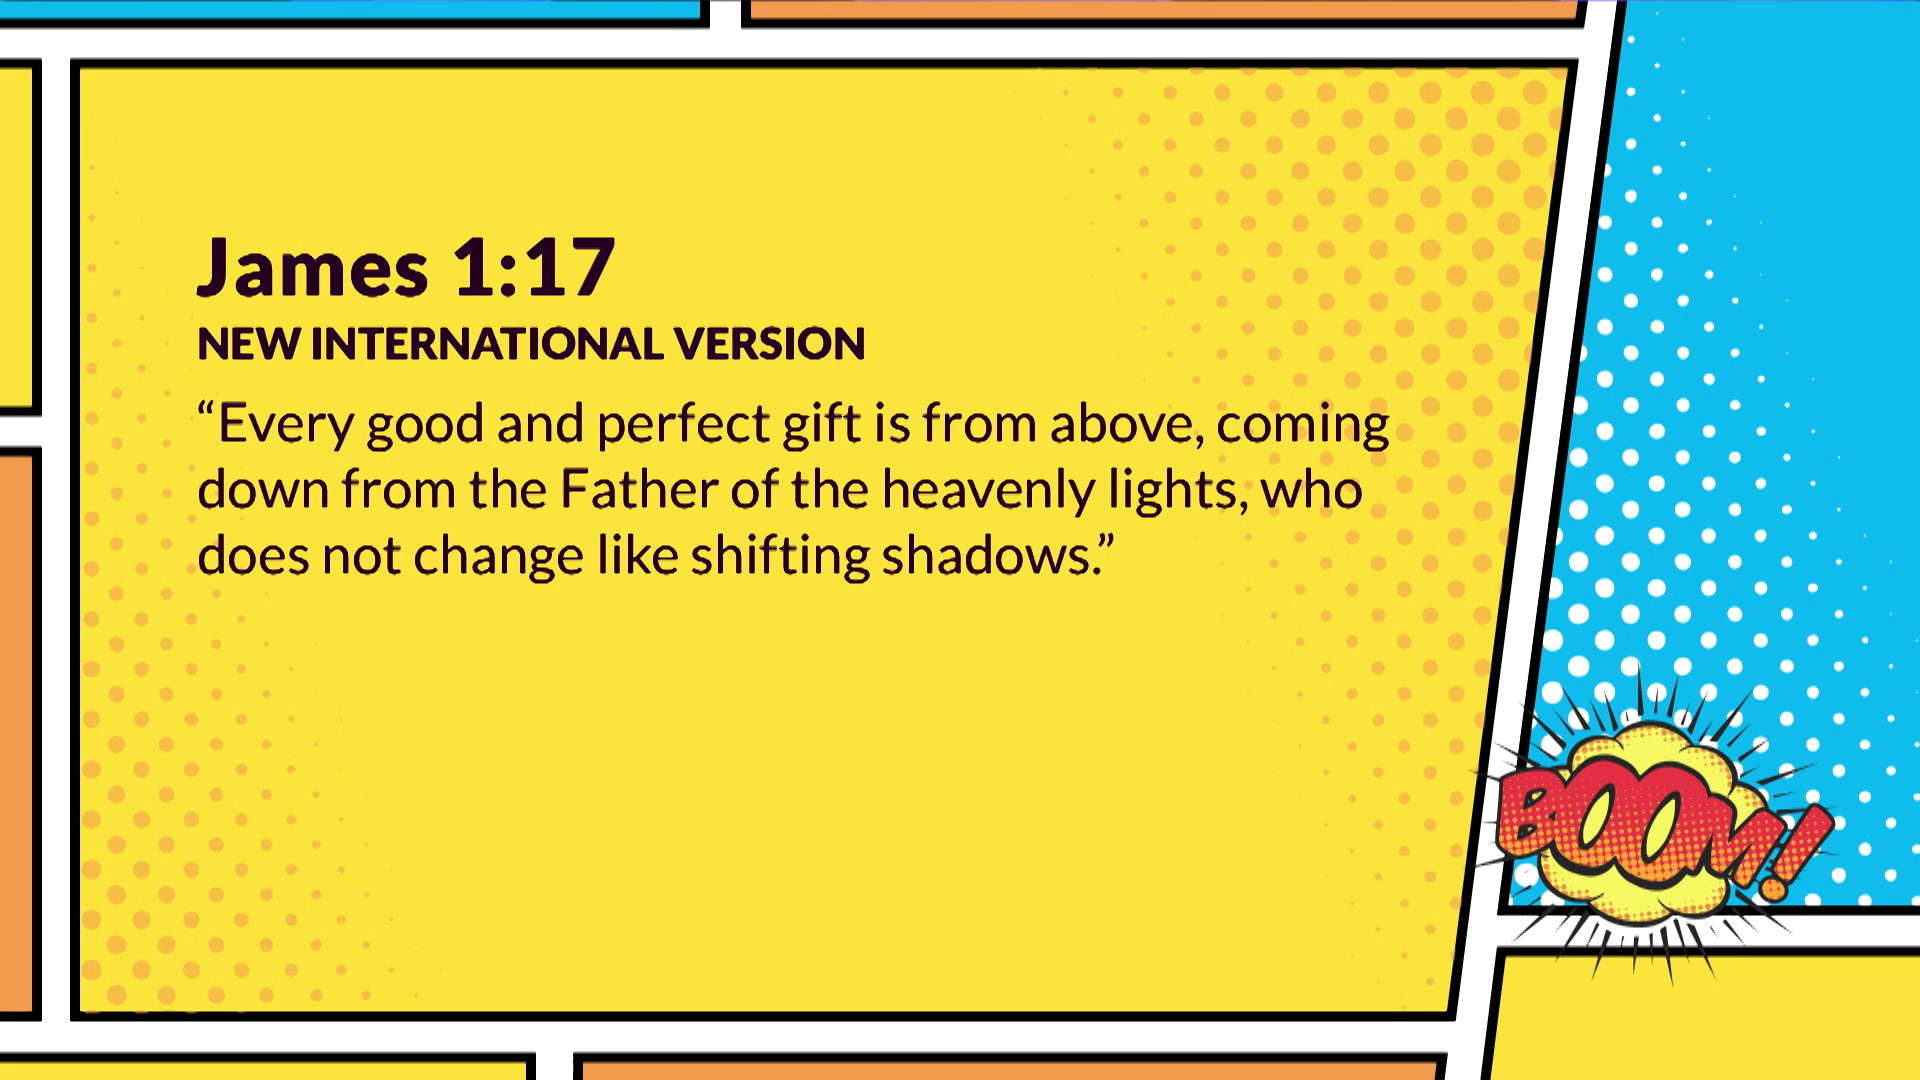 James 1:17
NEW INTERNATIONAL VERSION
“Every good and perfect gift is from above, coming
down from the Father of the heavenly lights, who
does not change like shifting shadows.”
BOOM!